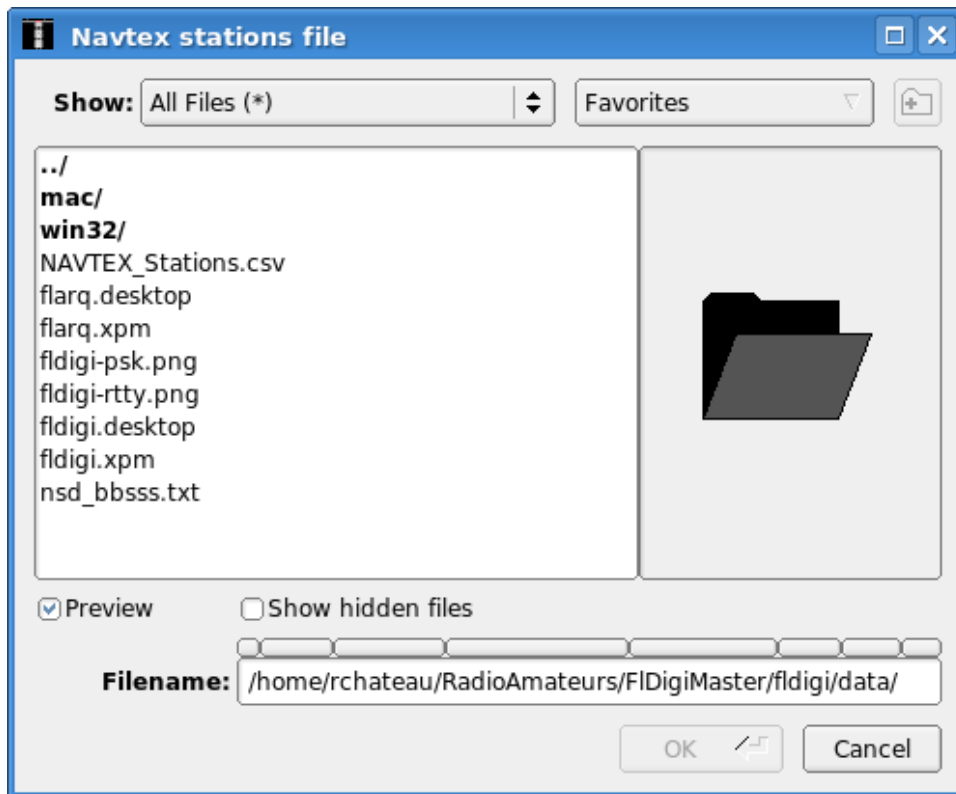 Navtex stations file
Show: All Files (*) Favorites
../
mac/
win32/
NAVTEX_Stations.csv
flarq.desktop
flarq.xpm
fldigi-psk.png
fldigi-rtty.png
fldigi.desktop
fldigi.xpm
nsd_bbsss.txt
Preview Show hidden files
Filename: /home/rchateau/RadioAmateurs/FlDigiMaster/fldigi/data/
OK Cancel